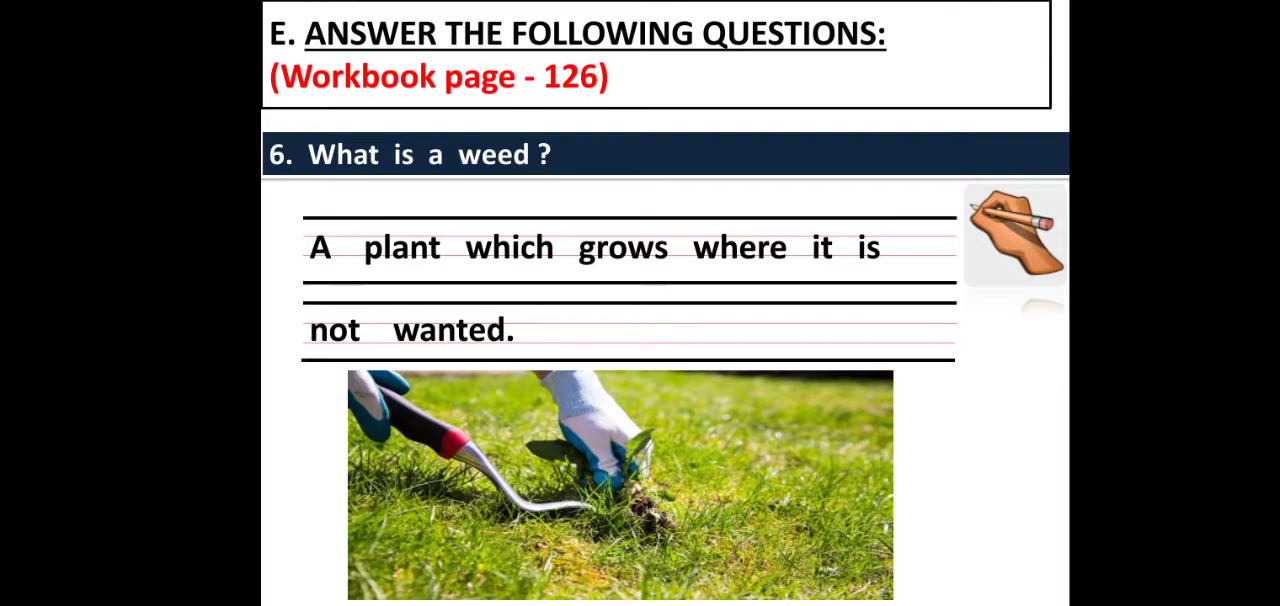 E. ANSWER THE FOLLOWING QUESTIONS:
(Workbook page - 126)
6. What is a weed ?
A plant which grows where it is
not wanted.